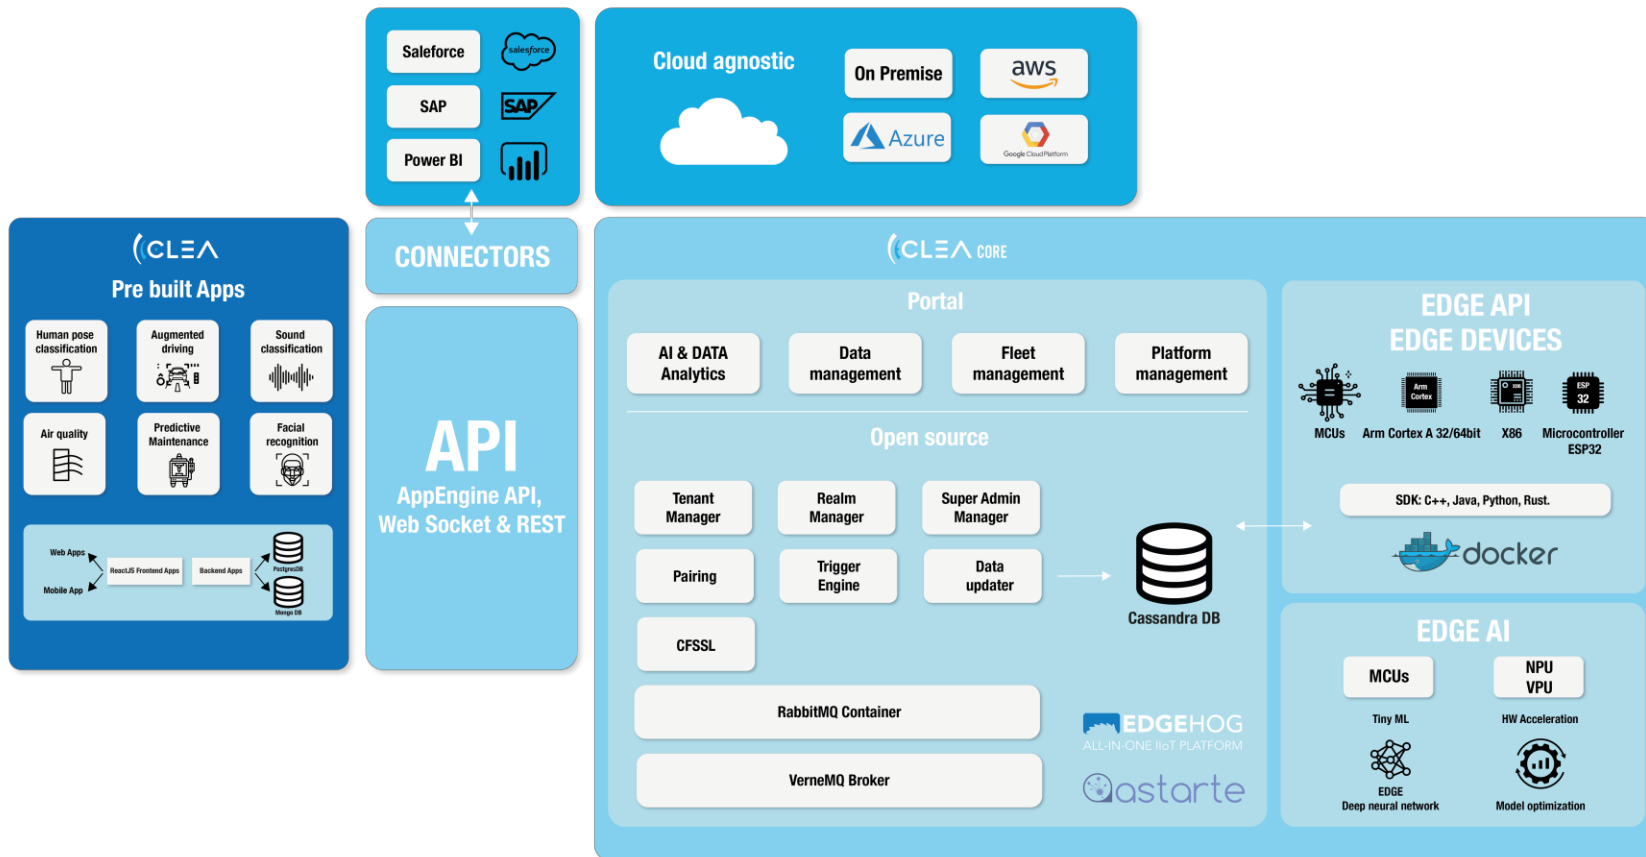 Saleforce
salesforce
SAP
SAP
Power BI
Cloud agnostic
On Premise
aws
Azure
Google Cloud Platform
CLEA
Pre built Apps
Human pose
classification
Augmented
driving
Sound
classification
Air quality
Predictive
Maintenance
Facial
recognition
Web Apps
Mobile App
ReactJS Frontend Apps
Backend Apps
PostgresDB
Mongo DB
CONNECTORS
API
AppEngine API,
Web Socket & REST
CLEA CORE
Portal
AI & DATA
Analytics
Data
management
Fleet
management
Platform
management
Open source
Tenant
Manager
Realm
Manager
Super Admin
Manager
Pairing
Trigger
Engine
Data
updater
CFSSL
Cassandra DB
RabbitMQ Container
VerneMQ Broker
EDGEHOG
ALL-IN-ONE IIoT PLATFORM
astarte
EDGE API
EDGE DEVICES
MCUs
Arm
Cortex
Arm Cortex A 32/64bit
X86
X86
ESP
32
Microcontroller
ESP32
SDK: C++, Java, Python, Rust.
docker
EDGE AI
MCUs
NPU
VPU
Tiny ML
HW Acceleration
EDGE
Deep neural network
Model optimization